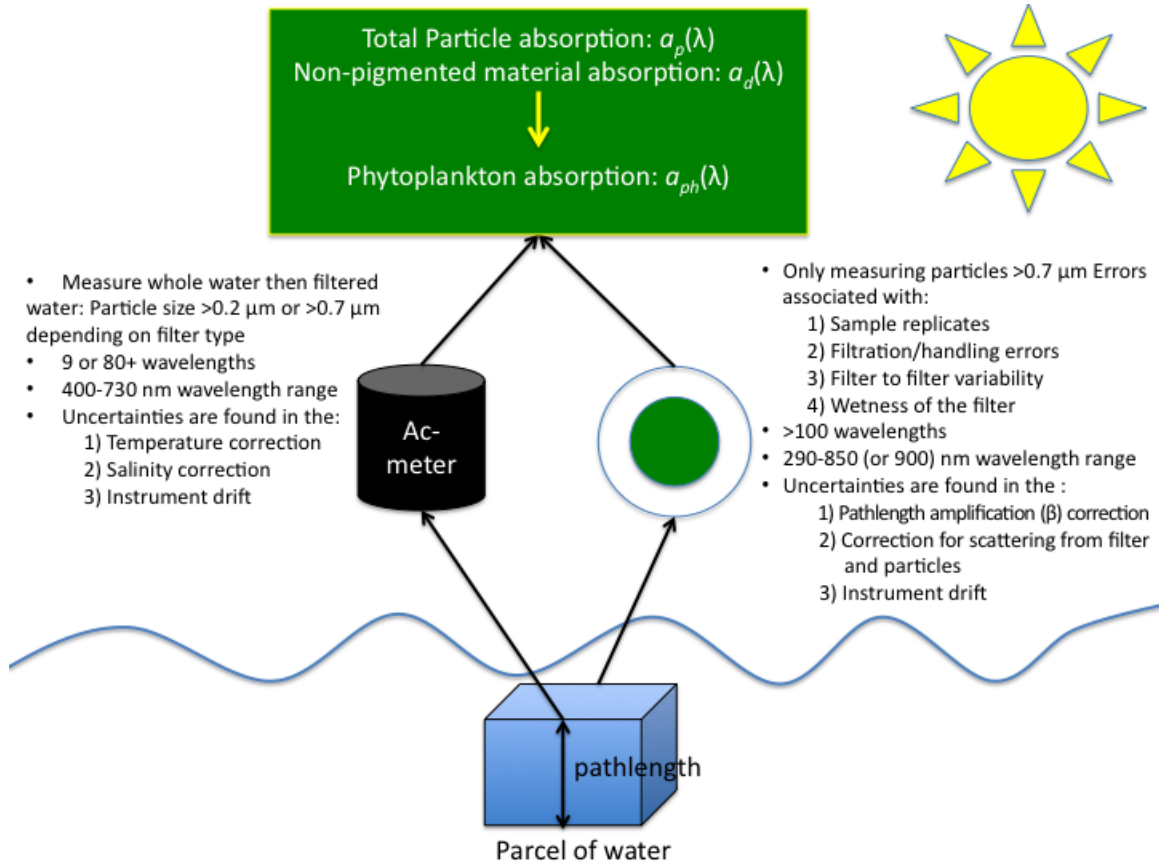 Total Particle absorption: aₚ(λ)
Non-pigmented material absorption: a_d(λ)
Phytoplankton absorption: a_ph(λ)
• Measure whole water then filtered
water: Particle size >0.2 µm or >0.7 µm
depending on filter type
• 9 or 80+ wavelengths
• 400-730 nm wavelength range
• Uncertainties are found in the:
1) Temperature correction
2) Salinity correction
3) Instrument drift
Ac-
meter
• Only measuring particles >0.7 µm Errors
associated with:
1) Sample replicates
2) Filtration/handling errors
3) Filter to filter variability
4) Wetness of the filter
• >100 wavelengths
• 290-850 (or 900) nm wavelength range
• Uncertainties are found in the :
1) Pathlength amplification (β) correction
2) Correction for scattering from filter
and particles
3) Instrument drift
pathlength
Parcel of water